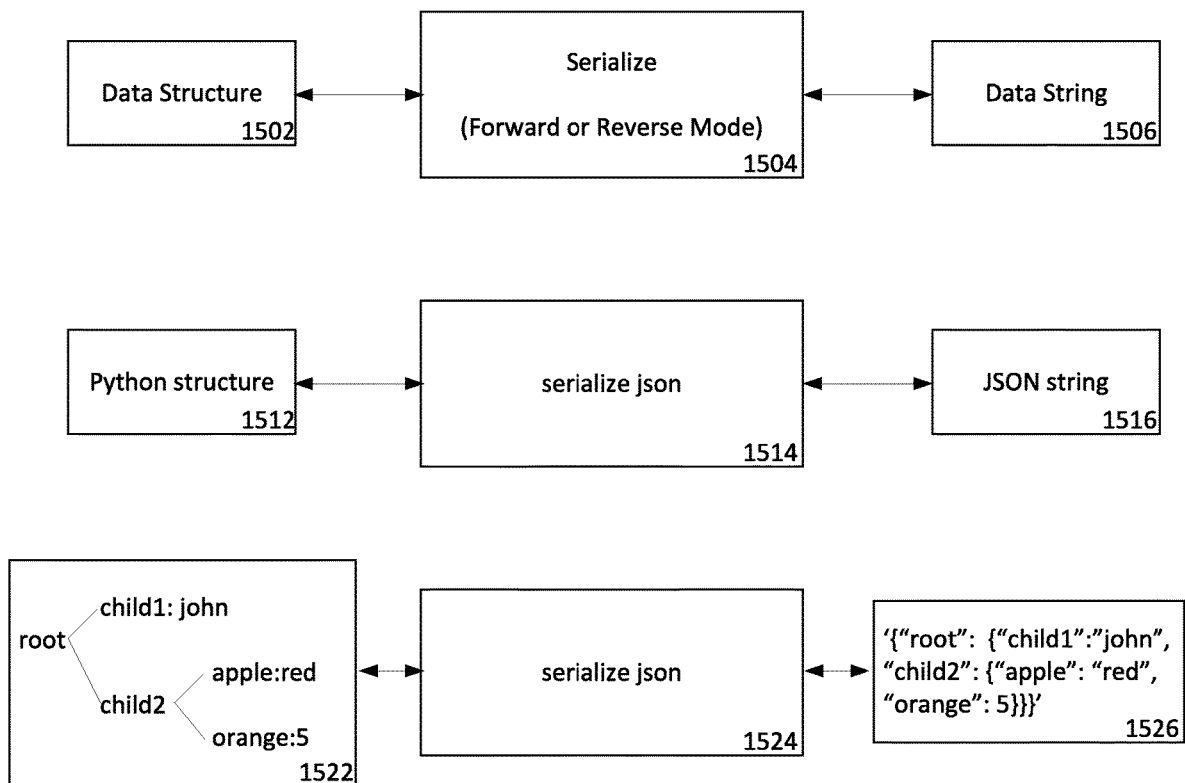 Data Structure
1502
Serialize
(Forward or Reverse Mode)
1504
Data String
1506
Python structure
1512
serialize json
1514
JSON string
1516
root
child1: john
child2
apple:red
orange:5
1522
serialize json
1524
‘{“root”: {“child1”:”john”,
“child2”: {“apple”: “red”,
“orange”: 5}}}’
1526